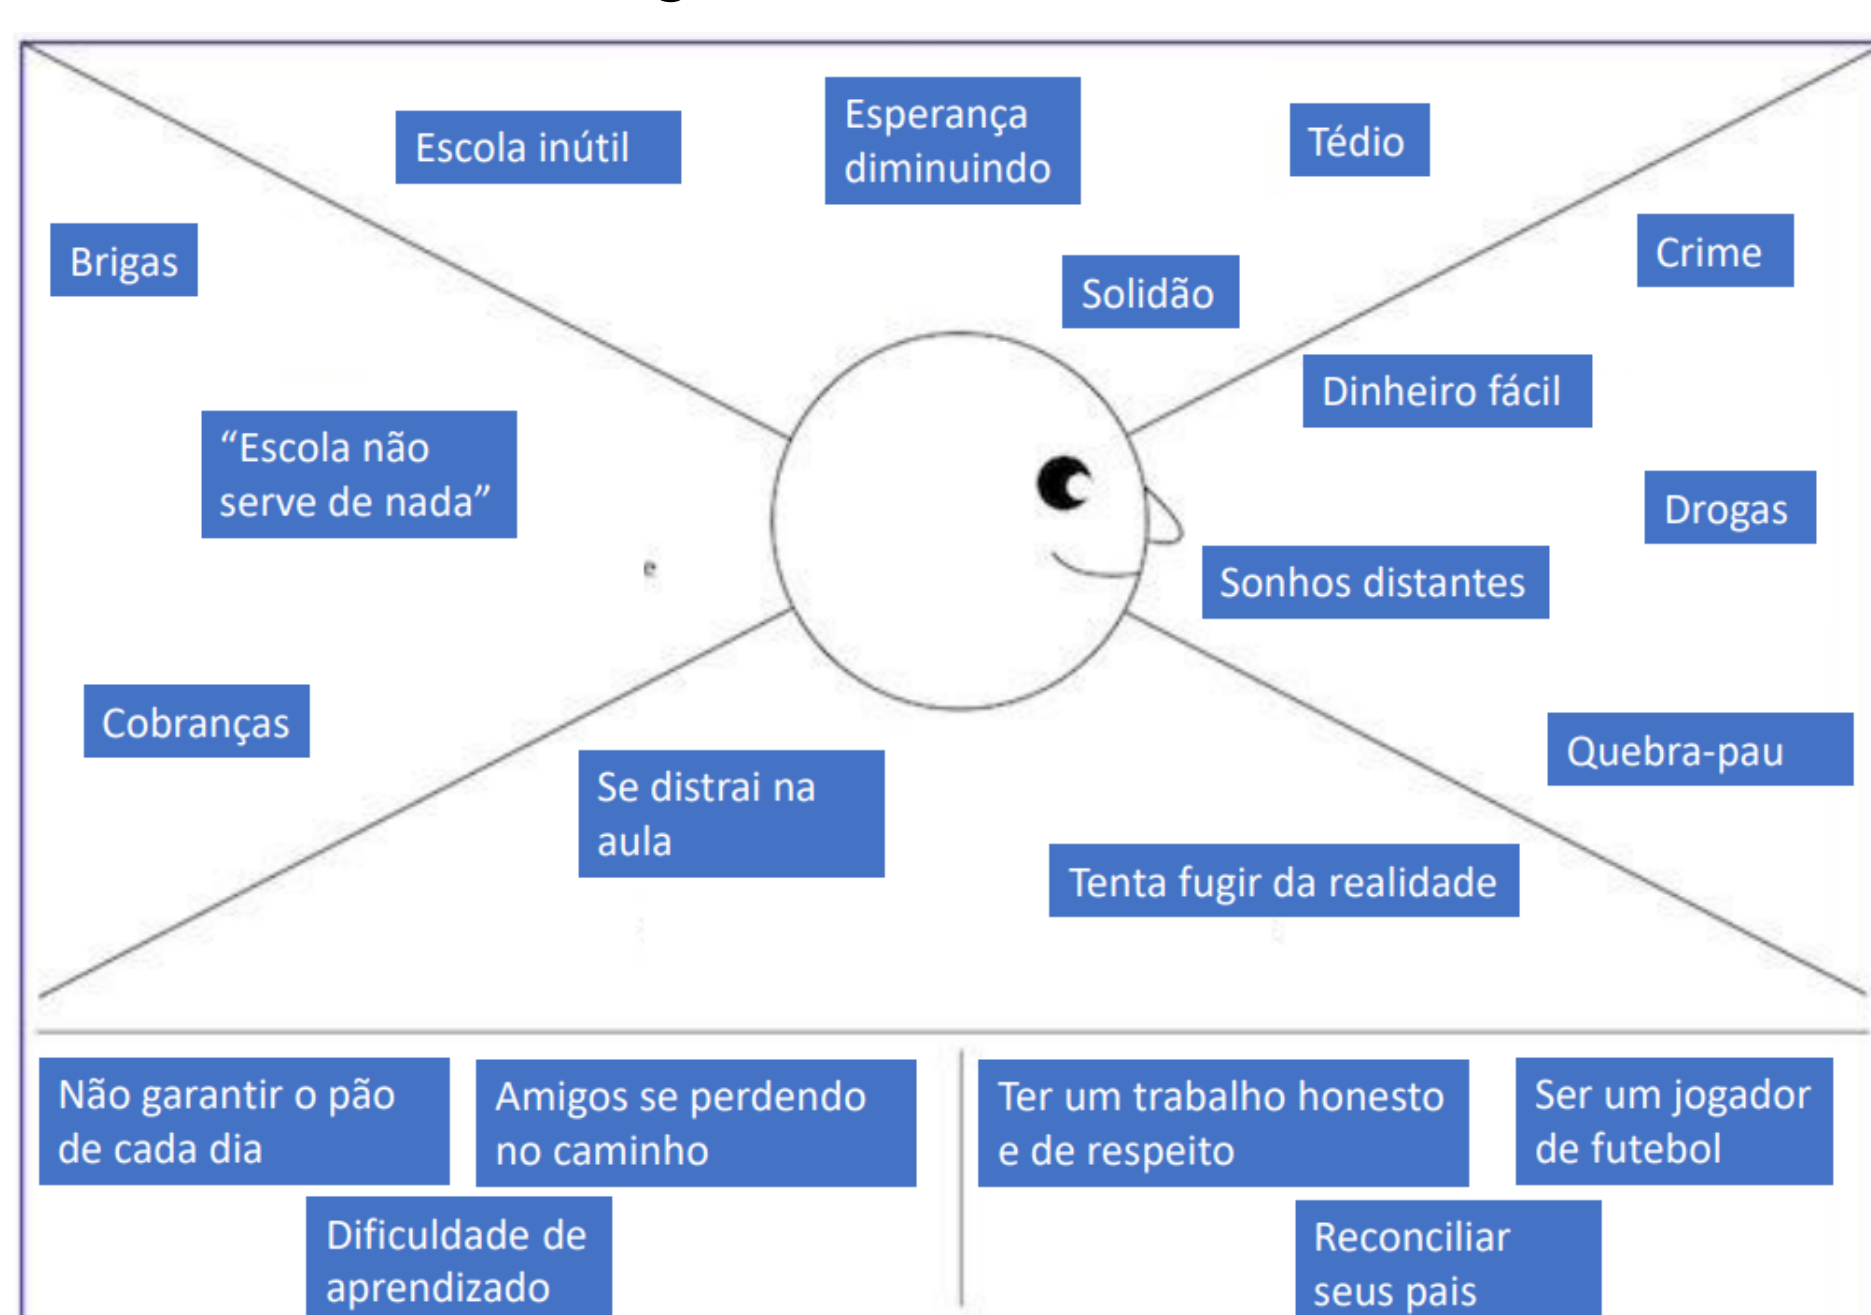 Escola inútil
Esperança
diminuindo
Tédio
Brigas
Crime
Solidão
Dinheiro fácil
“Escola não
serve de nada”
Drogas
e
Sonhos distantes
Cobranças
Quebra-pau
Se distrai na
aula
Tenta fugir da realidade
Não garantir o pão
de cada dia
Amigos se perdendo
no caminho
Ter um trabalho honesto
e de respeito
Ser um jogador
de futebol
Dificuldade de
aprendizado
Reconciliar
seus pais